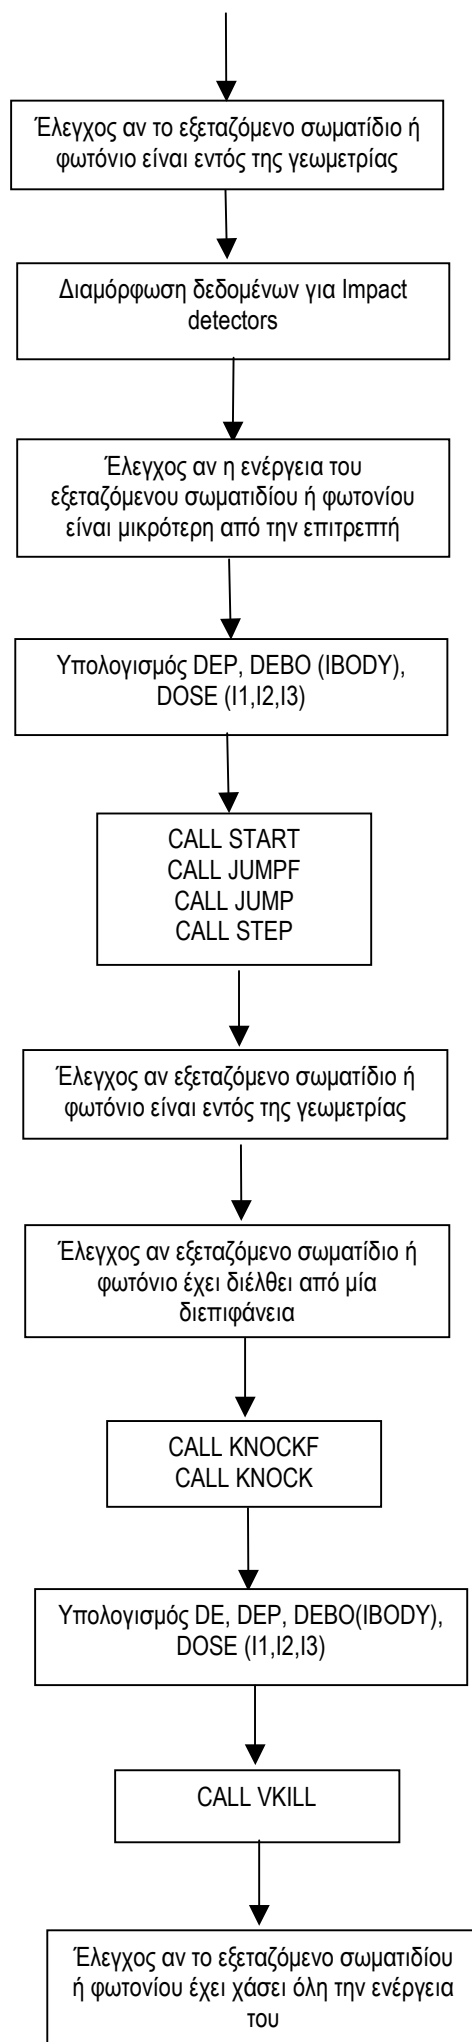 Έλεγχος αν το εξεταζόμενο σωματίδιο ή
φωτόνιο είναι εντός της γεωμετρίας
Διαμόρφωση δεδομένων για Impact
detectors
Έλεγχος αν η ενέργεια του
εξεταζόμενου σωματιδίου ή φωτονίου
είναι μικρότερη από την επιτρεπτή
Υπολογισμός DEP, DEBO (IBODY),
DOSE (I1,I2,I3)
CALL START
CALL JUMPF
CALL JUMP
CALL STEP
Έλεγχος αν εξεταζόμενο σωματίδιο ή
φωτόνιο είναι εντός της γεωμετρίας
Έλεγχος αν εξεταζόμενο σωματίδιο ή
φωτόνιο έχει διέλθει από μία
διεπιφάνεια
CALL KNOCKF
CALL KNOCK
Υπολογισμός DE, DEP, DEBO(IBODY),
DOSE (I1,I2,I3)
CALL VKILL
Έλεγχος αν το εξεταζόμενο σωματιδίου
ή φωτονίου έχει χάσει όλη την ενέργεια
του